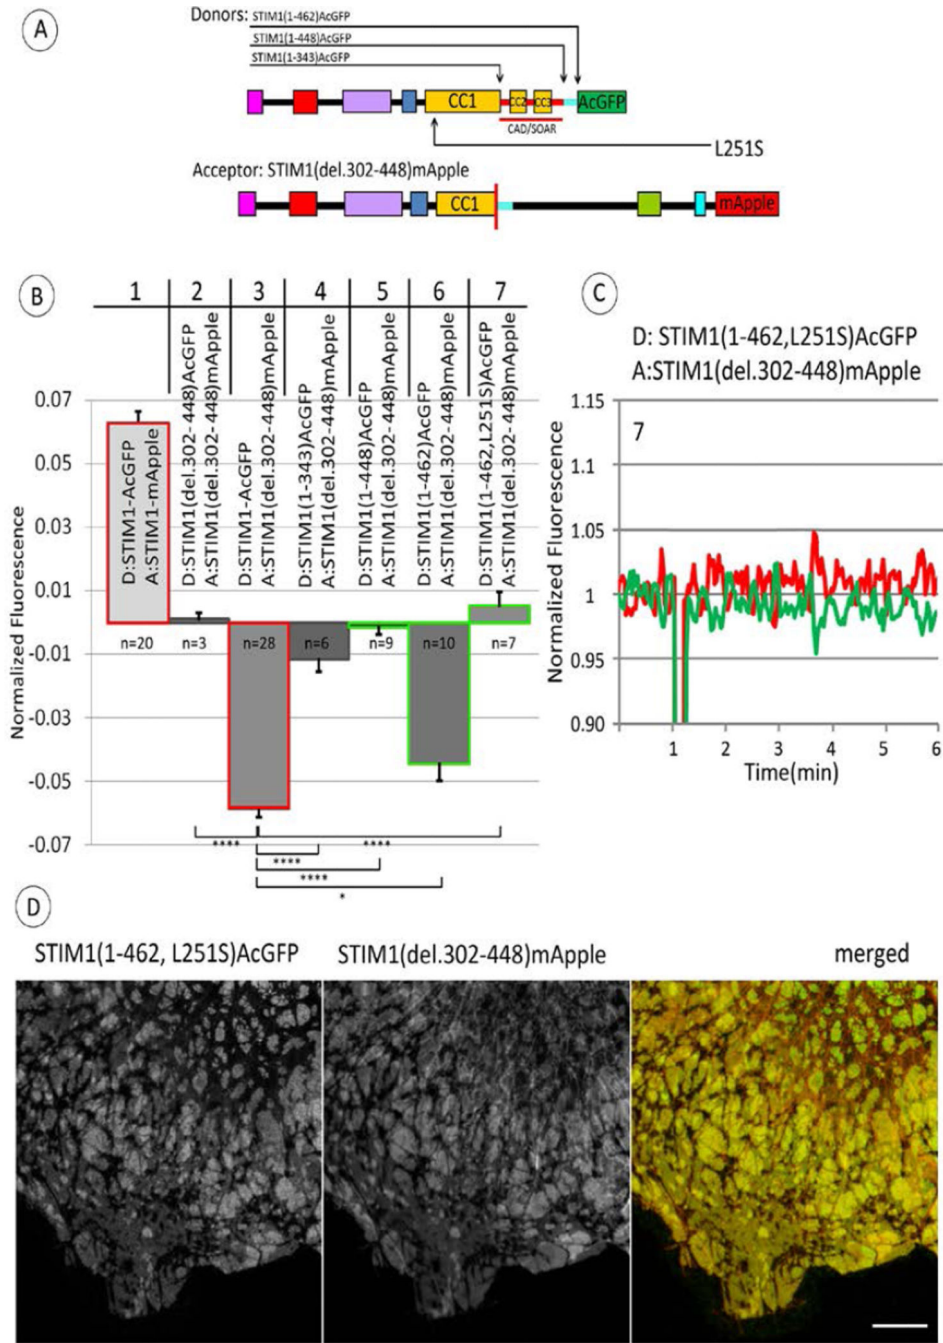 A
Donors: STIM1(1-462)AcGFP
STIM1(1-448)AcGFP
STIM1(1-343)AcGFP
CC1
CC2
CC3
AcGFP
CAD/SOAR
L251S
Acceptor: STIM1(del.302-448)mApple
CC1
mApple
B
1 2 3 4 5 6 7
D:STIM1-AcGFP
A:STIM1-mApple
D:STIM1(del.302-448)AcGFP
A:STIM1(del.302-448)mApple
D:STIM1-AcGFP
A:STIM1(del.302-448)mApple
D:STIM1(1-343)AcGFP
A:STIM1(del.302-448)mApple
D:STIM1(1-448)AcGFP
A:STIM1(del.302-448)mApple
D:STIM1(1-462)AcGFP
A:STIM1(del.302-448)mApple
D:STIM1(1-462,L251S)AcGFP
A:STIM1(del.302-448)mApple
Normalized Fluorescence
0.07
0.05
0.03
0.01
-0.01
-0.03
-0.05
-0.07
n=20 n=3 n=28 n=6 n=9 n=10 n=7
**** ****
****
****
*
C
D: STIM1(1-462,L251S)AcGFP
A:STIM1(del.302-448)mApple
7
Normalized Fluorescence
1.15
1.10
1.05
1
0.95
0.90
1 2 3 4 5 6
Time(min)
D
STIM1(1-462, L251S)AcGFP STIM1(del.302-448)mApple merged